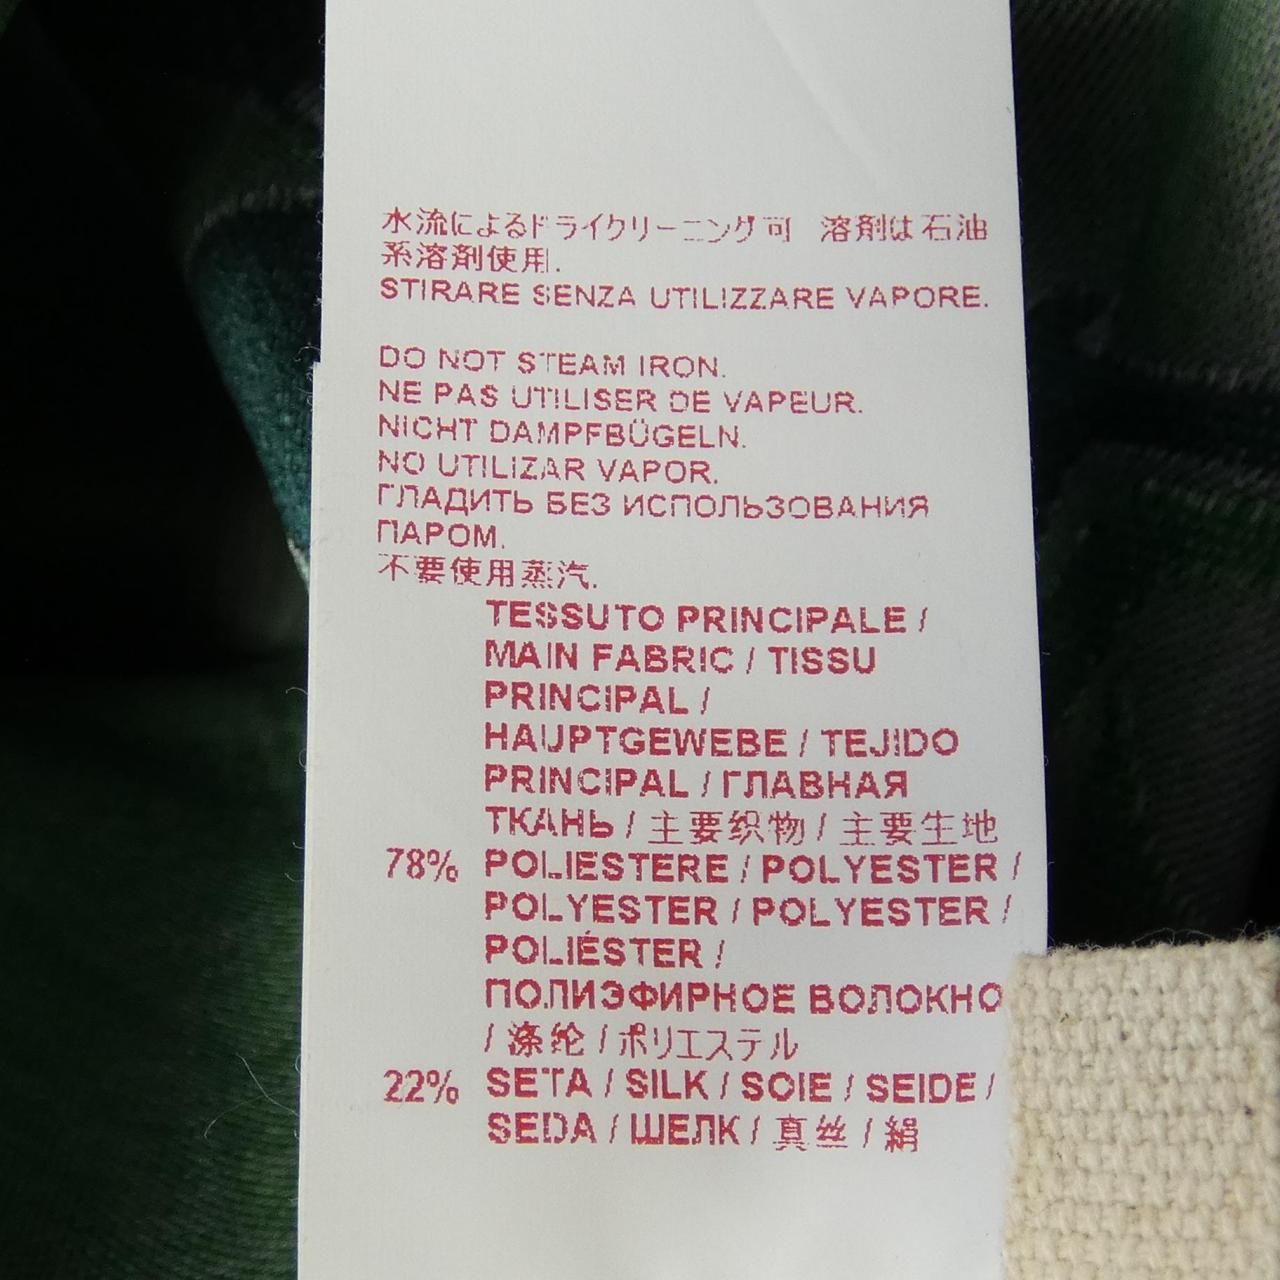 水流によるドライクリーニング可 溶剤は石油
系溶剤使用.
STIRARE SENZA UTILIZZARE VAPORE.
DO NOT STEAM IRON.
NE PAS UTILISER DE VAPEUR.
NICHT DAMPFBÜGELN.
NO UTILIZAR VAPOR.
ГЛАДИТЬ БЕЗ ИСПОЛЬЗОВАНИЯ
ПАРОМ.
不要使用蒸汽.
TESSUTO PRINCIPALE /
MAIN FABRIC / TISSU
PRINCIPAL /
HAUPTGEWEBE / TEJIDO
PRINCIPAL / ГЛАВНАЯ
ТКАНЬ / 主要织物 / 主要生地
78% POLIESTERE / POLYESTER /
POLYESTER / POLYESTER /
POLIÉSTER /
ПОЛИЭФИРНОЕ ВОЛОКНО
/ 涤纶 / ポリエステル
22% SETA / SILK / SOIE / SEIDE /
SEDA / ШЕЛК / 真丝 / 絹